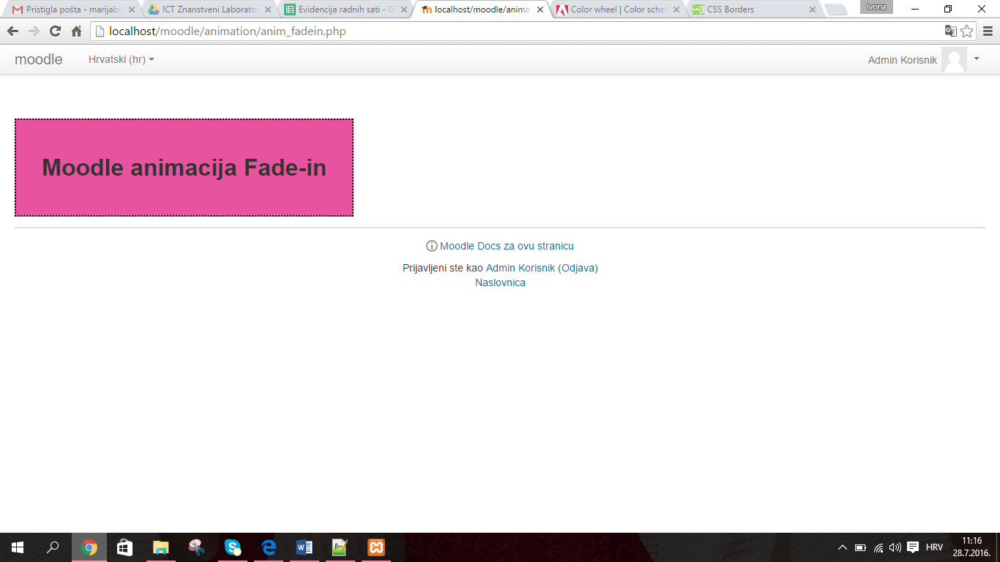 Pristigla pošta - marijabu
ICT Znanstveni Laborato
Evidencija radnih sati - G
localhost/moodle/anima
Color wheel | Color sche
CSS Borders
Ivona
localhost/moodle/animation/anim_fadein.php
moodle
Hrvatski (hr)
Admin Korisnik
Moodle animacija Fade-in
Moodle Docs za ovu stranicu
Prijavljeni ste kao Admin Korisnik (Odjava)
Naslovnica
HRV
11:16
28.7.2016.